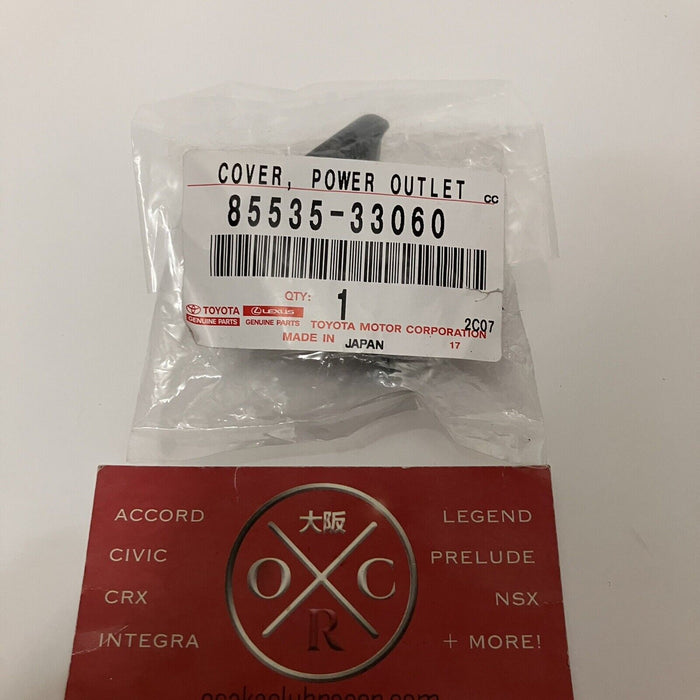 COVER, POWER OUTLET CC
85535-33060
QTY: 1
TOYOTA LEXUS 2C07
GENUINE PARTS GENUINE PARTS TOYOTA MOTOR CORPORATION
MADE IN JAPAN 17
ACCORD 大阪 LEGEND
CIVIC PRELUDE
O C
CRX NSX
R
INTEGRA + MORE!